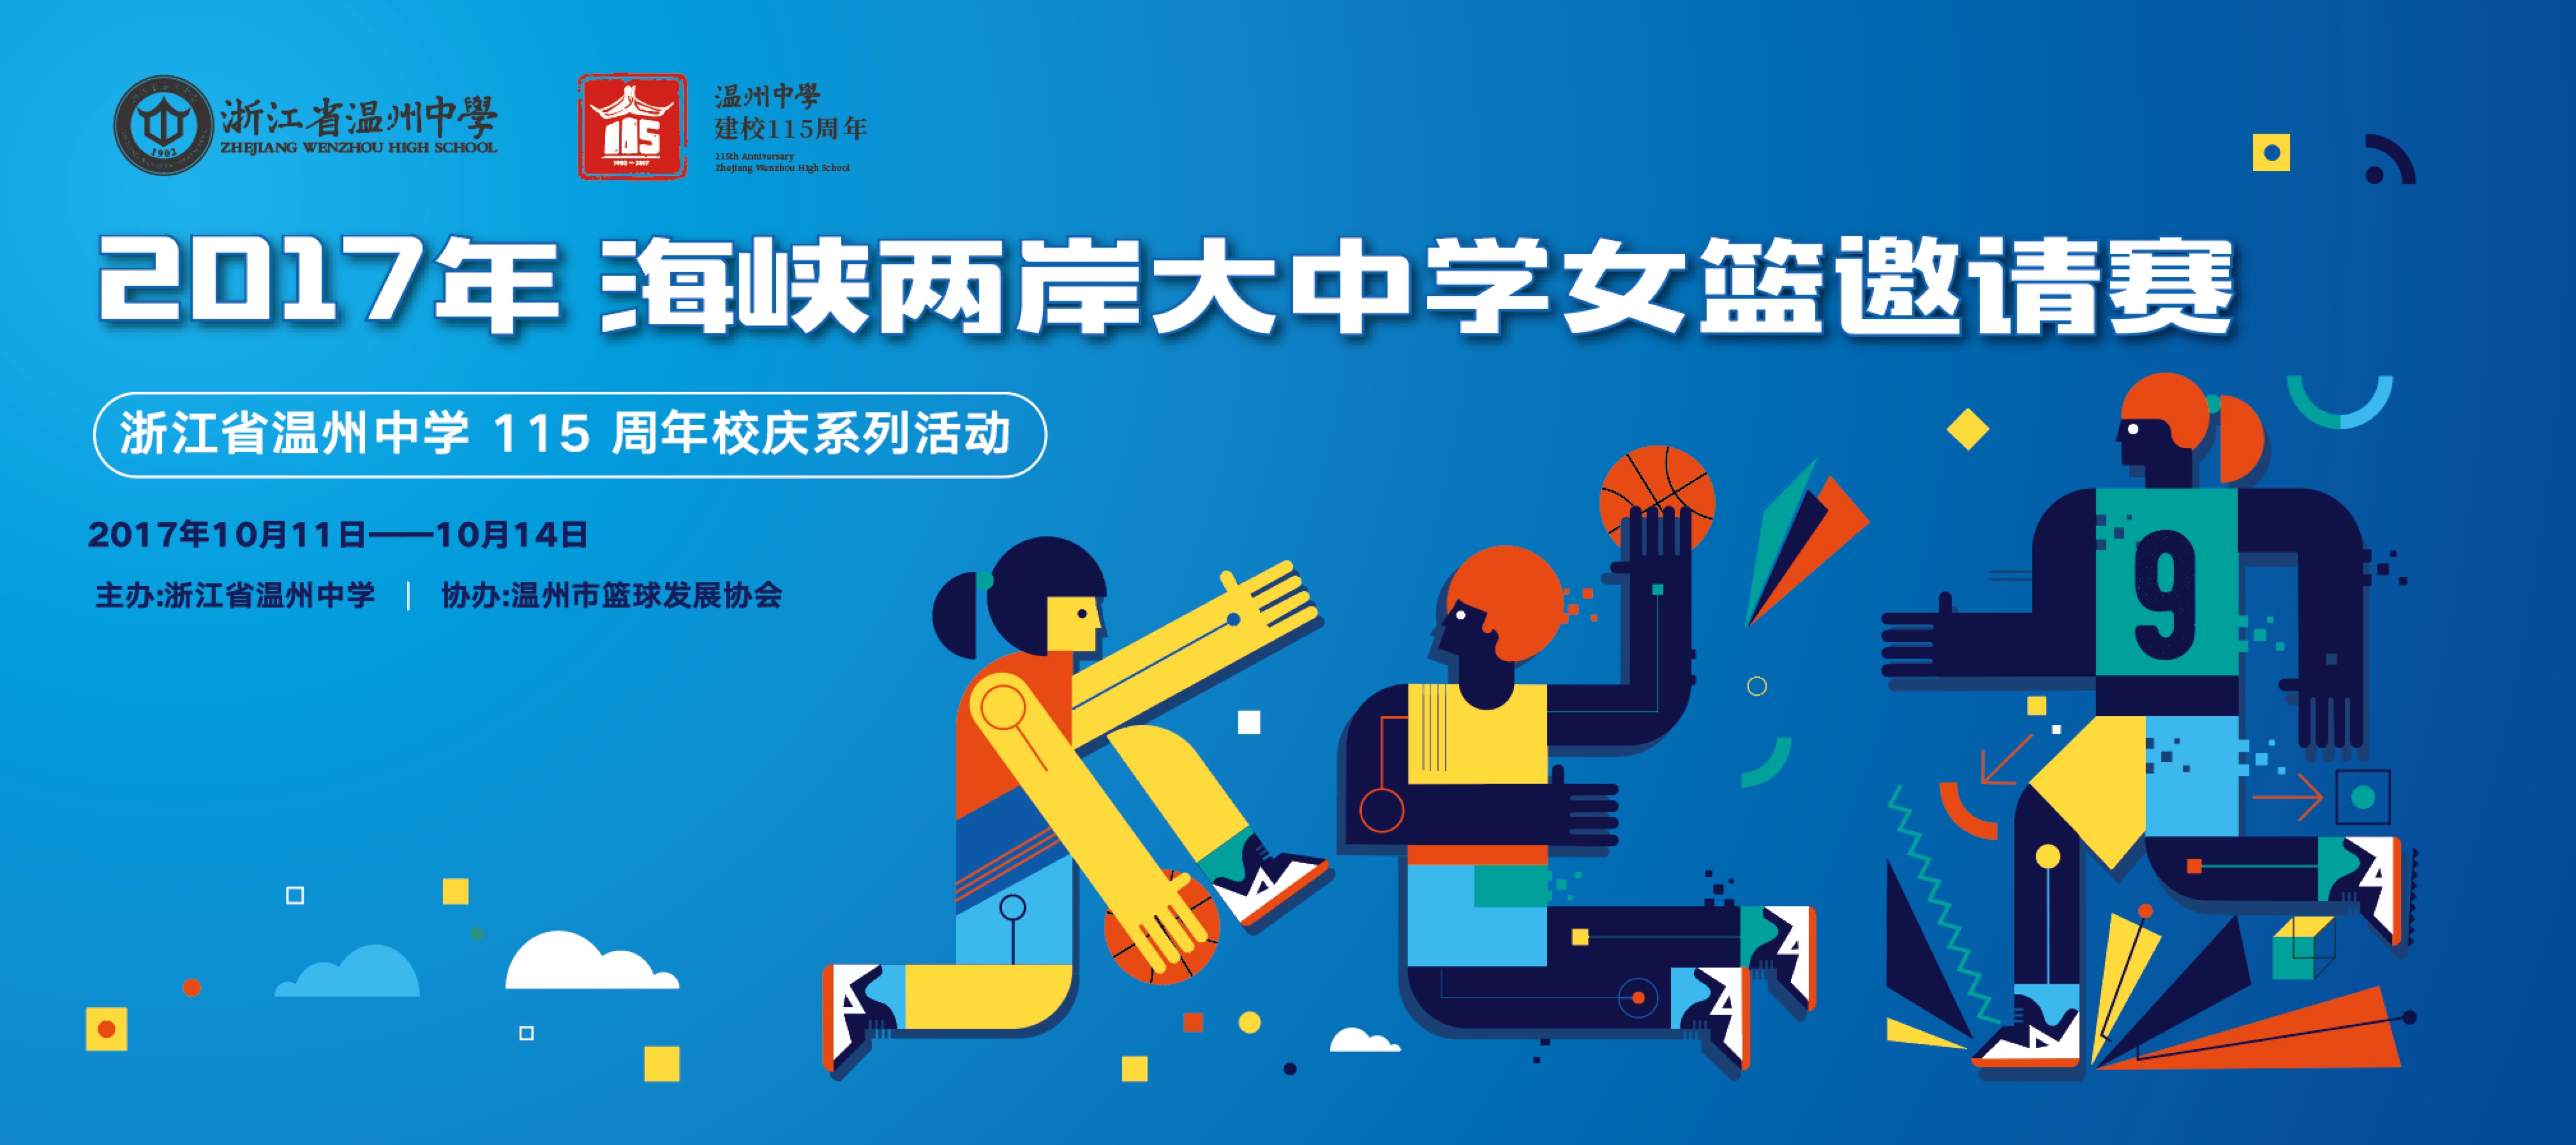 浙江省温州中學
ZHEJIANG WENZHOU HIGH SCHOOL
1902
115
1902-2017
温州中學
建校115周年
115th Anniversary
Zhejiang Wenzhou High School
2017年 海峡两岸大中学女篮邀请赛
浙江省温州中学 115 周年校庆系列活动
2017年10月11日——10月14日
主办:浙江省温州中学 | 协办:温州市篮球发展协会
9